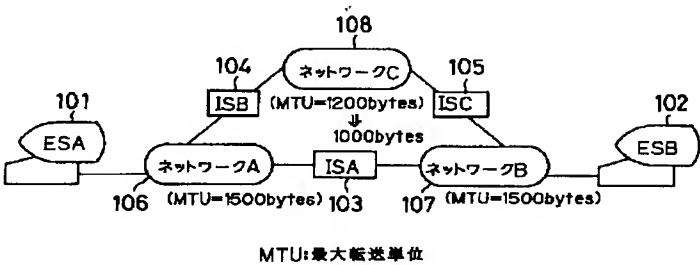 108
ネットワークC
104
ISB
105
ISC
(MTU=1200bytes)
⇓
1000bytes
101
ESA
102
ESB
ネットワークA
ISA
ネットワークB
106
(MTU=1500bytes)
103
107
(MTU=1500bytes)
MTU:最大転送単位